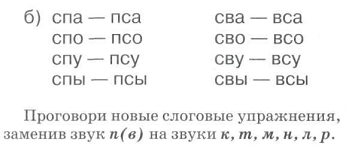 б) спа — пса сва — вса
спо — псо сво — всо
спу — псу сву — всу
спы — псы свы — всы
Проговори новые слоговые упражнения,
заменив звук п(в) на звуки к, т, м, н, л, р.